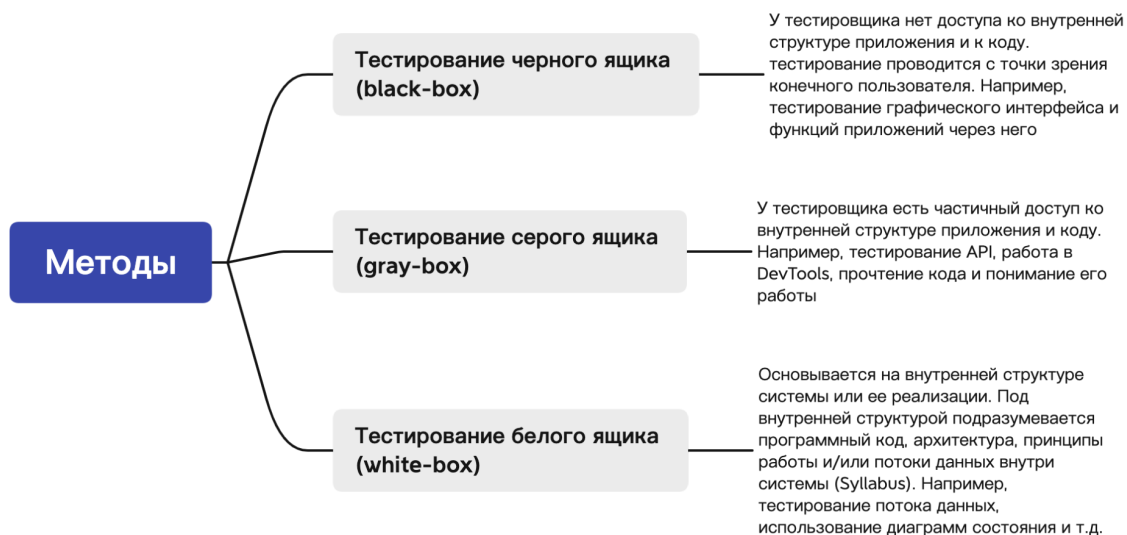 Методы
Тестирование черного ящика
(black-box)
У тестировщика нет доступа ко внутренней
структуре приложения и к коду.
тестирование проводится с точки зрения
конечного пользователя. Например,
тестирование графического интерфейса и
функций приложений через него
Тестирование серого ящика
(gray-box)
У тестировщика есть частичный доступ ко
внутренней структуре приложения и коду.
Например, тестирование API, работа в
DevTools, прочтение кода и понимание его
работы
Тестирование белого ящика
(white-box)
Основывается на внутренней структуре
системы или ее реализации. Под
внутренней структурой подразумевается
программный код, архитектура, принципы
работы и/или потоки данных внутри
системы (Syllabus). Например,
тестирование потока данных,
использование диаграмм состояния и т.д.